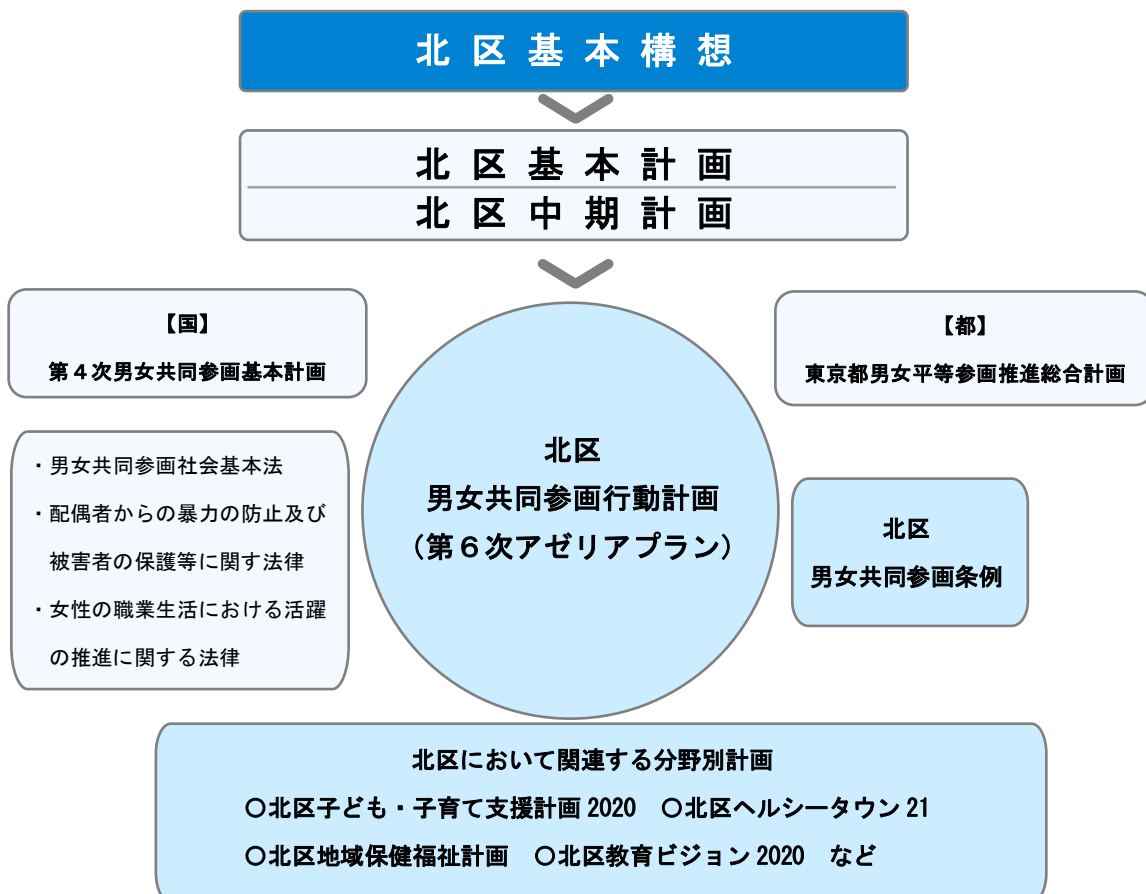 北区基本構想
北区基本計画
北区中期計画
【国】
第４次男女共同参画基本計画
【都】
東京都男女平等参画推進総合計画
・男女共同参画社会基本法
・配偶者からの暴力の防止及び
被害者の保護等に関す法律
・女性の職業生活における活躍
の推進に関する法律
北区
男女共同参画行動計画
（第６次アゼリアプラン）
北区
男女共同参画条例
北区において関連する分野別計画
〇北区子ども・子育て支援計画 2020　〇北区ヘルシータウン 21
〇北区地域保健福祉計画　〇北区教育ビジョン 2020　など